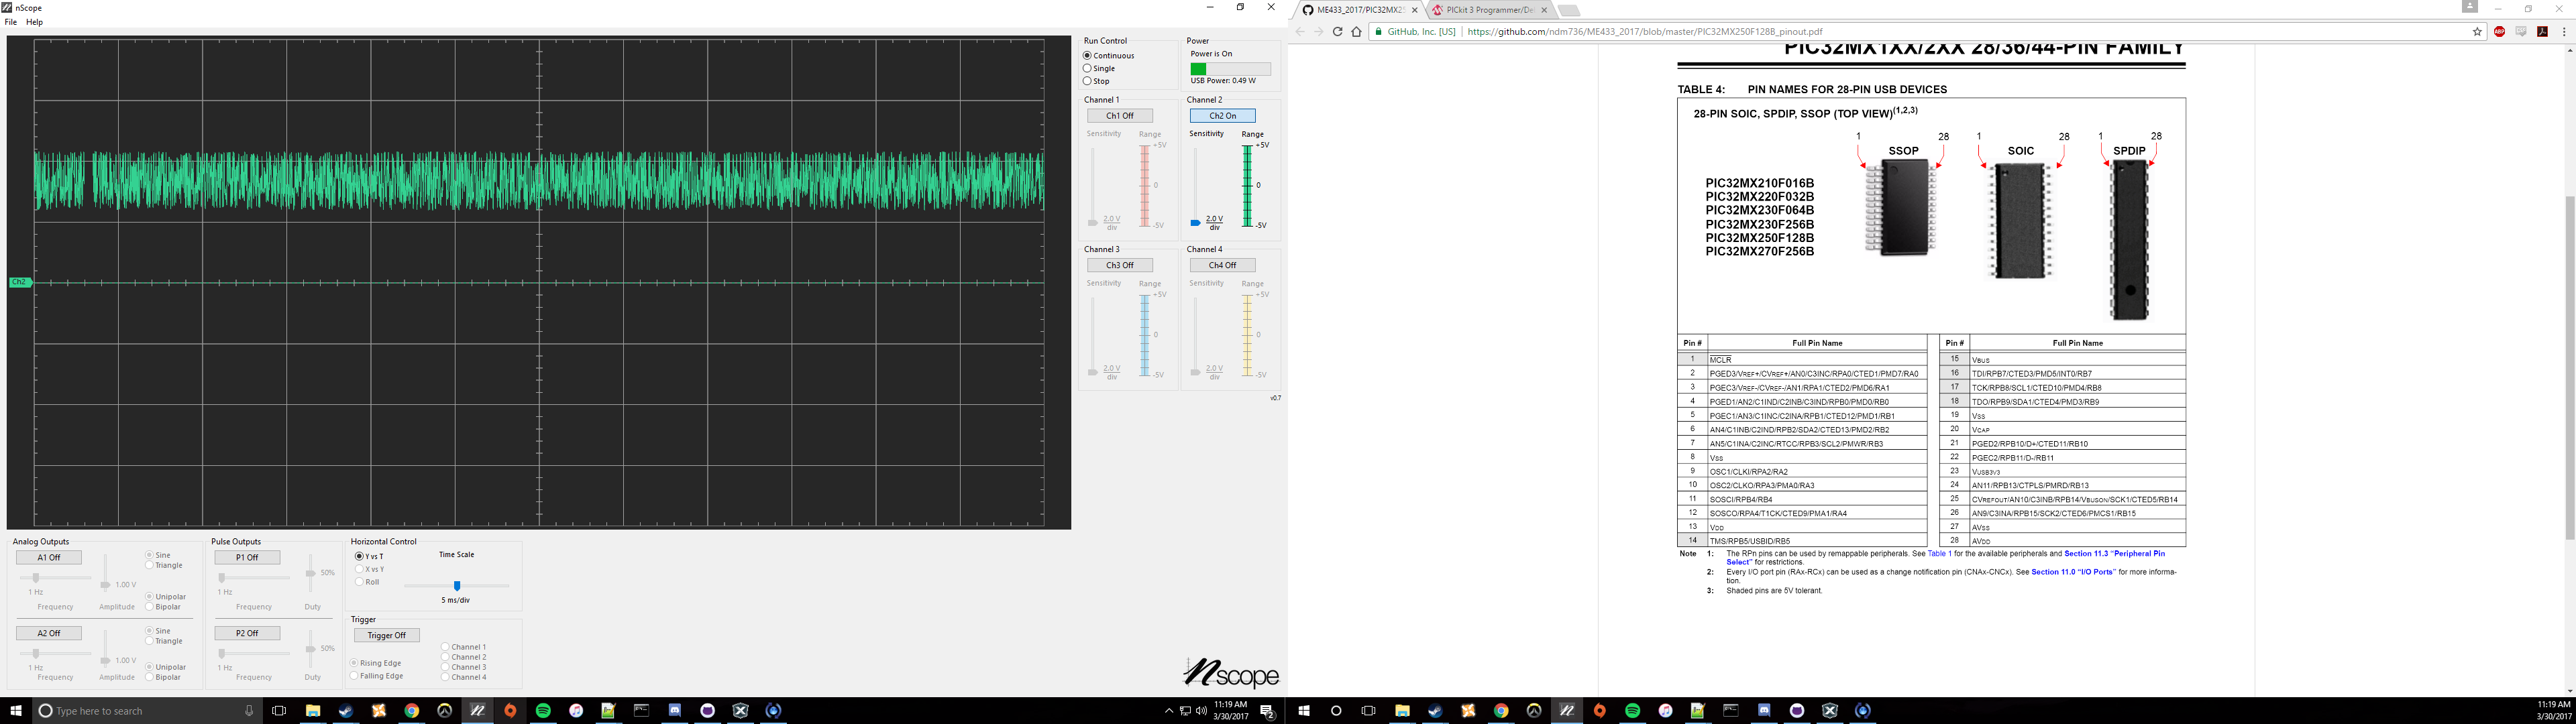 nScope
File Help
Ch2
Run Control
Continuous
Single
Stop
Power
Power is On
USB Power: 0.49 W
Channel 1
Ch1 Off
Sensitivity Range
+5V
0
-5V
2.0 V
div
Channel 2
Ch2 On
Sensitivity Range
+5V
0
-5V
2.0 V
div
Channel 3
Ch3 Off
Sensitivity Range
+5V
0
-5V
2.0 V
div
Channel 4
Ch4 Off
Sensitivity Range
+5V
0
-5V
2.0 V
div
v0.7
Analog Outputs
A1 Off
Sine
Triangle
1.00 V
1 Hz
Unipolar
Bipolar
Frequency Amplitude
A2 Off
Sine
Triangle
1.00 V
1 Hz
Unipolar
Bipolar
Frequency Amplitude
Pulse Outputs
P1 Off
50%
1 Hz
Frequency Duty
P2 Off
50%
1 Hz
Frequency Duty
Horizontal Control
Y vs T
X vs Y
Roll
Time Scale
5 ms/div
Trigger
Trigger Off
Rising Edge
Falling Edge
Channel 1
Channel 2
Channel 3
Channel 4
nscope
Type here to search
11:19 AM
3/30/2017
2
ME433_2017/PIC32MX25
PICkit 3 Programmer/De
GitHub, Inc. [US] https://github.com/ndm736/ME433_2017/blob/master/PIC32MX250F128B_pinout.pdf
ABP
PIC32MX1XX/2XX 28/36/44-PIN FAMILY
TABLE 4: PIN NAMES FOR 28-PIN USB DEVICES
28-PIN SOIC, SPDIP, SSOP (TOP VIEW)(1,2,3)
1 28 1 28 1 28
SSOP SOIC SPDIP
PIC32MX210F016B
PIC32MX220F032B
PIC32MX230F064B
PIC32MX230F256B
PIC32MX250F128B
PIC32MX270F256B
Pin # Full Pin Name Pin # Full Pin Name
1 MCLR 15 VBUS
2 PGED3/VREF+/CVREF+/AN0/C3INC/RPA0/CTED1/PMD7/RA0 16 TDI/RPB7/CTED3/PMD5/INT0/RB7
3 PGEC3/VREF-/CVREF-/AN1/RPA1/CTED2/PMD6/RA1 17 TCK/RPB8/SCL1/CTED10/PMD4/RB8
4 PGED1/AN2/C1IND/C2INB/C3IND/RPB0/PMD0/RB0 18 TDO/RPB9/SDA1/CTED4/PMD3/RB9
5 PGEC1/AN3/C1INC/C2INA/RPB1/CTED12/PMD1/RB1 19 VSS
6 AN4/C1INB/C2IND/RPB2/SDA2/CTED13/PMD2/RB2 20 VCAP
7 AN5/C1INA/C2INC/RTCC/RPB3/SCL2/PMWR/RB3 21 PGED2/RPB10/D+/CTED11/RB10
8 VSS 22 PGEC2/RPB11/D-/RB11
9 OSC1/CLKI/RPA2/RA2 23 VUSB3V3
10 OSC2/CLKO/RPA3/PMA0/RA3 24 AN11/RPB13/CTPLS/PMRD/RB13
11 SOSCI/RPB4/RB4 25 CVREFOUT/AN10/C3INB/RPB14/VBUSON/SCK1/CTED5/RB14
12 SOSCO/RPA4/T1CK/CTED9/PMA1/RA4 26 AN9/C3INA/RPB15/SCK2/CTED6/PMCS1/RB15
13 VDD 27 AVSS
14 TMS/RPB5/USBID/RB5 28 AVDD
Note 1: The RPn pins can be used by remappable peripherals. See Table 1 for the available peripherals and Section 11.3 "Peripheral Pin
Select" for restrictions.
2: Every I/O port pin (RAx-RCx) can be used as a change notification pin (CNAx-CNCx). See Section 11.0 "I/O Ports" for more informa-
tion.
3: Shaded pins are 5V tolerant.
11:19 AM
3/30/2017